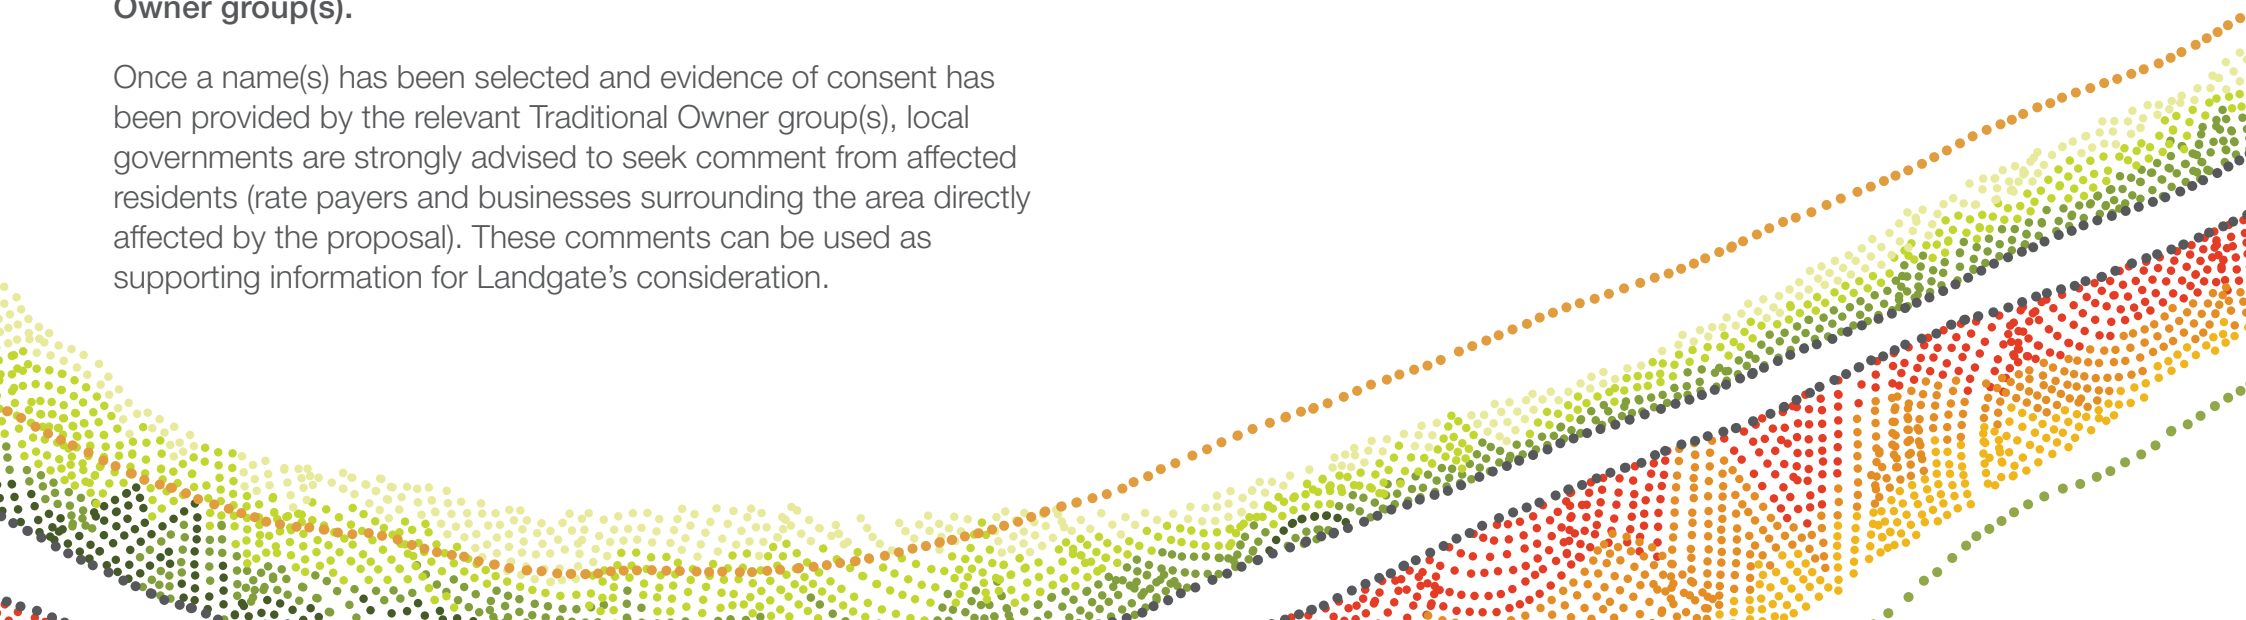 Owner group(s).
Once a name(s) has been selected and evidence of consent has
been provided by the relevant Traditional Owner group(s), local
governments are strongly advised to seek comment from affected
residents (rate payers and businesses surrounding the area directly
affected by the proposal). These comments can be used as
supporting information for Landgate’s consideration.